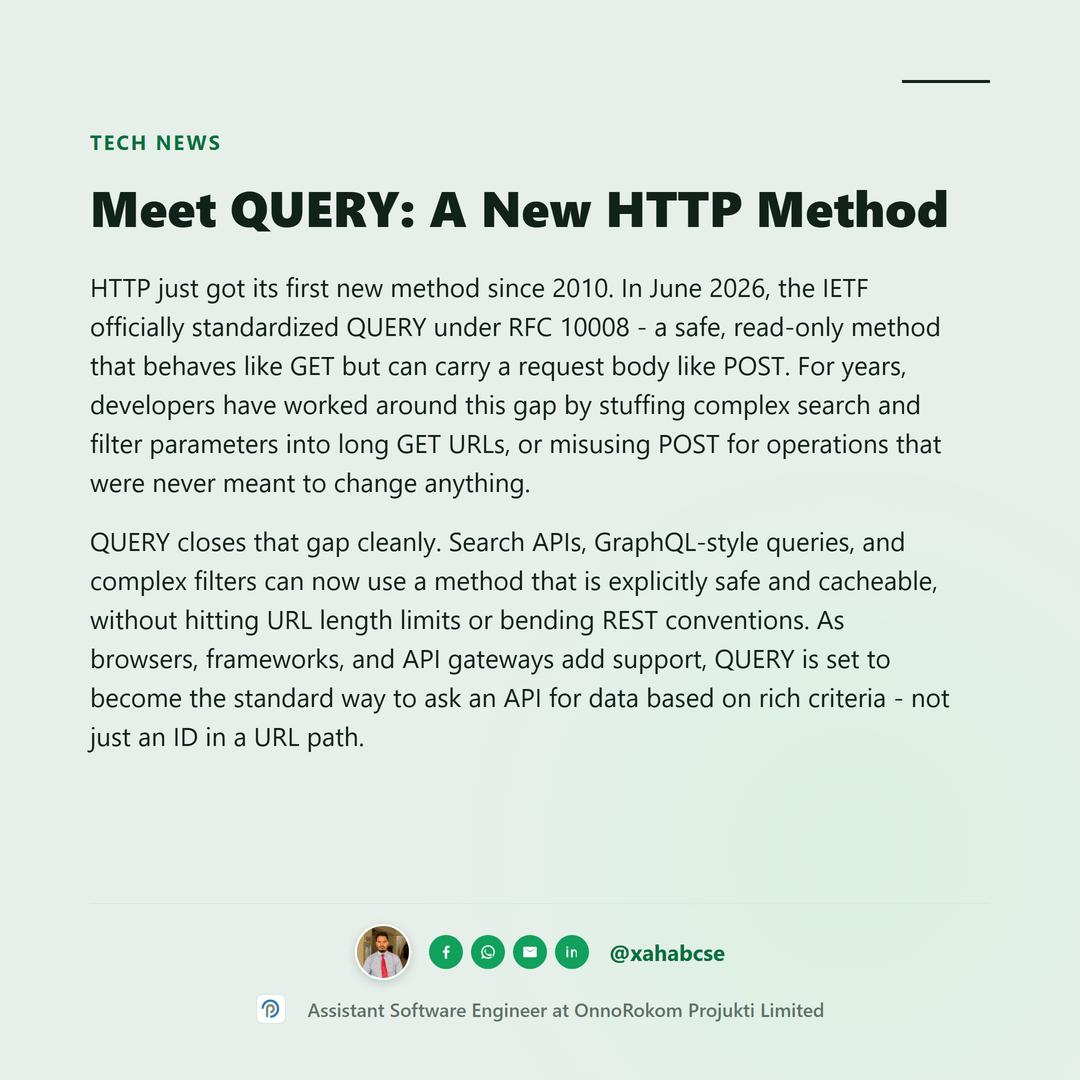 TECH NEWS
Meet QUERY: A New HTTP Method
HTTP just got its first new method since 2010. In June 2026, the IETF
officially standardized QUERY under RFC 10008 - a safe, read-only method
that behaves like GET but can carry a request body like POST. For years,
developers have worked around this gap by stuffing complex search and
filter parameters into long GET URLs, or misusing POST for operations that
were never meant to change anything.
QUERY closes that gap cleanly. Search APIs, GraphQL-style queries, and
complex filters can now use a method that is explicitly safe and cacheable,
without hitting URL length limits or bending REST conventions. As
browsers, frameworks, and API gateways add support, QUERY is set to
become the standard way to ask an API for data based on rich criteria - not
just an ID in a URL path.
@xahabcse
Assistant Software Engineer at OnnoRokom Projukti Limited